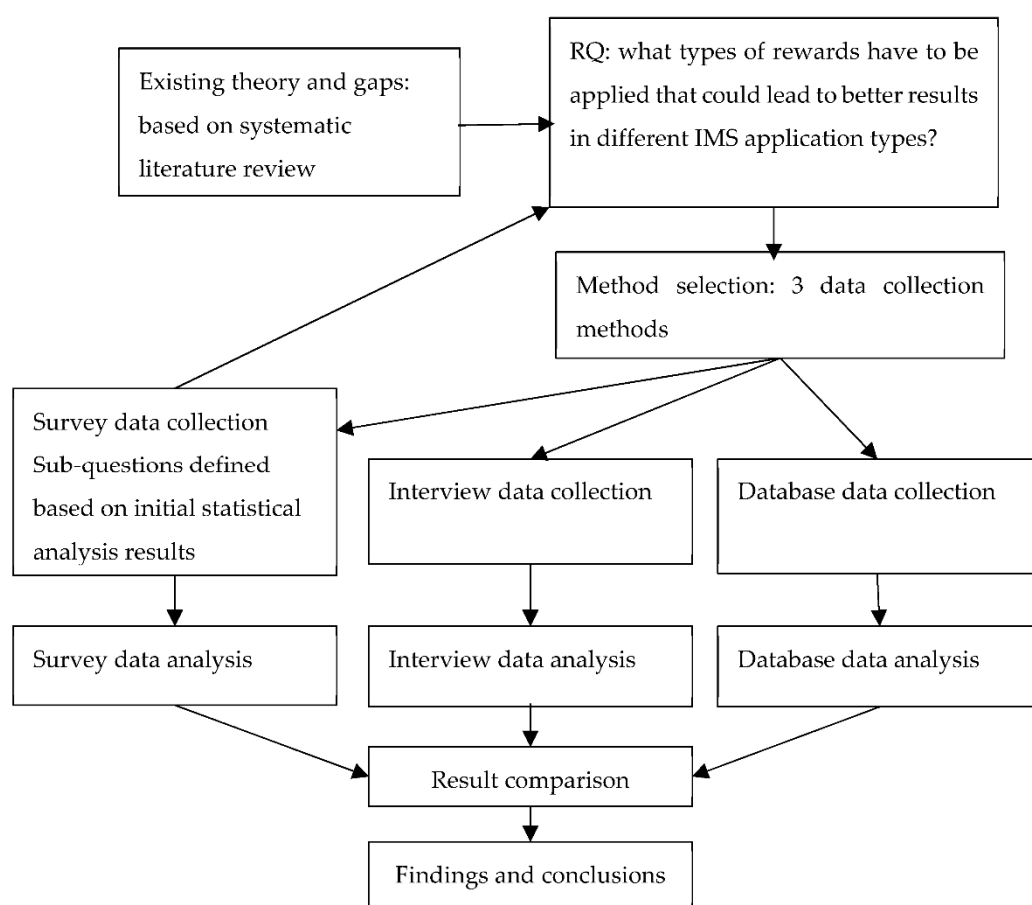 Existing theory and gaps:
based on systematic
literature review
RQ: what types of rewards have to be
applied that could lead to better results
in different IMS application types?
Method selection: 3 data collection
methods
Survey data collection
Sub-questions defined
based on initial statistical
analysis results
Interview data collection
Database data collection
Survey data analysis
Interview data analysis
Database data analysis
Result comparison
Findings and conclusions